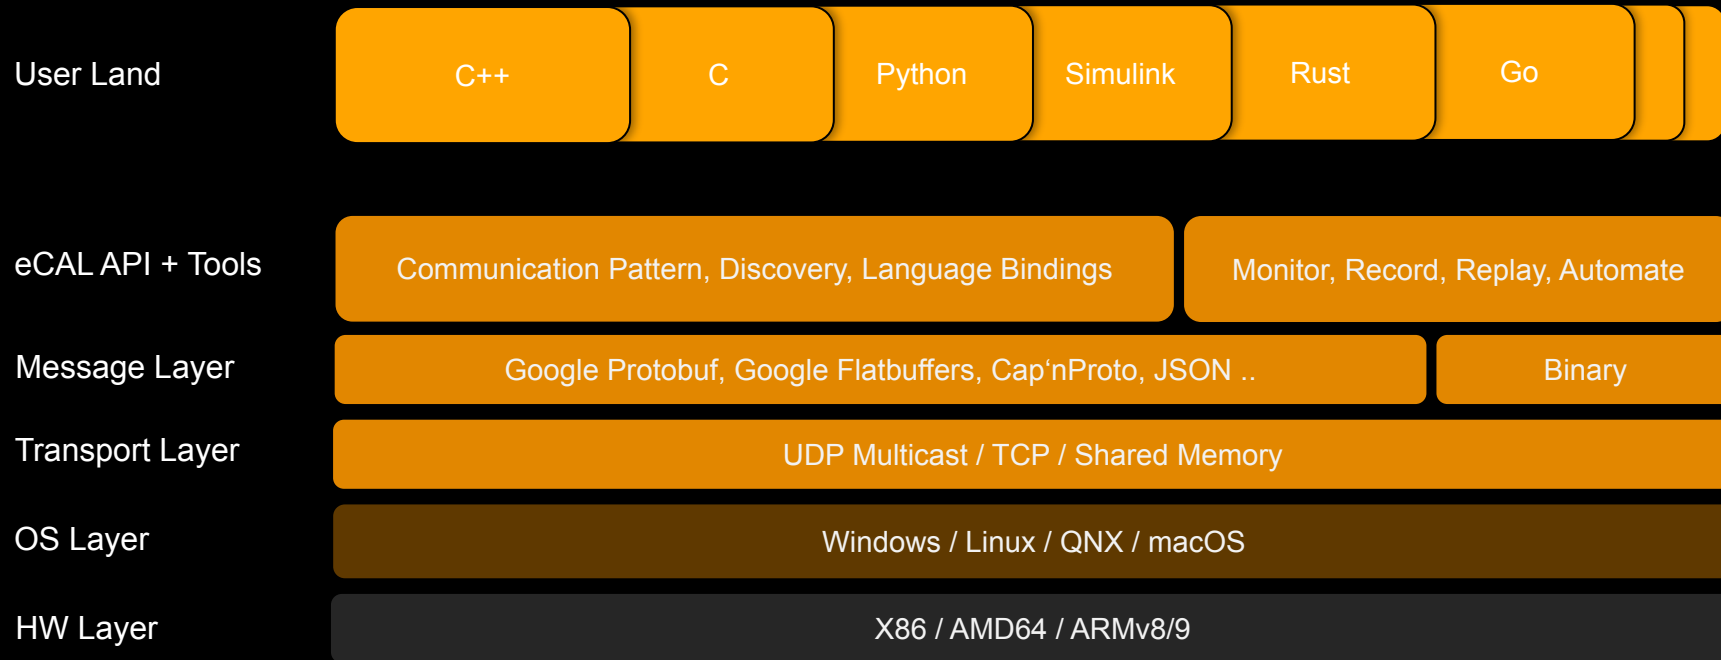 User Land
C++ C Python Simulink Rust Go
eCAL API + Tools
Communication Pattern, Discovery, Language Bindings
Monitor, Record, Replay, Automate
Message Layer
Google Protobuf, Google Flatbuffers, Cap‘nProto, JSON ..
Binary
Transport Layer
UDP Multicast / TCP / Shared Memory
OS Layer
Windows / Linux / QNX / macOS
HW Layer
X86 / AMD64 / ARMv8/9